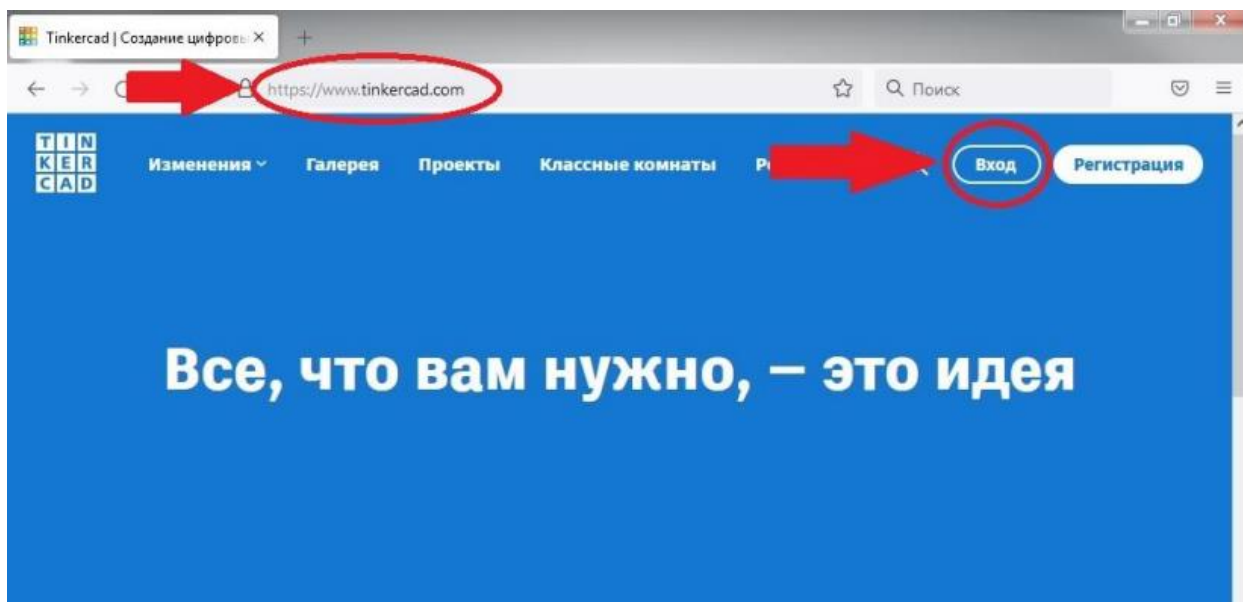 Tinkercad | Создание цифровы
https://www.tinkercad.com
Поиск
TIN
KER
CAD
Изменения Галерея Проекты Классные комнаты Вход Регистрация
Все, что вам нужно, – это идея